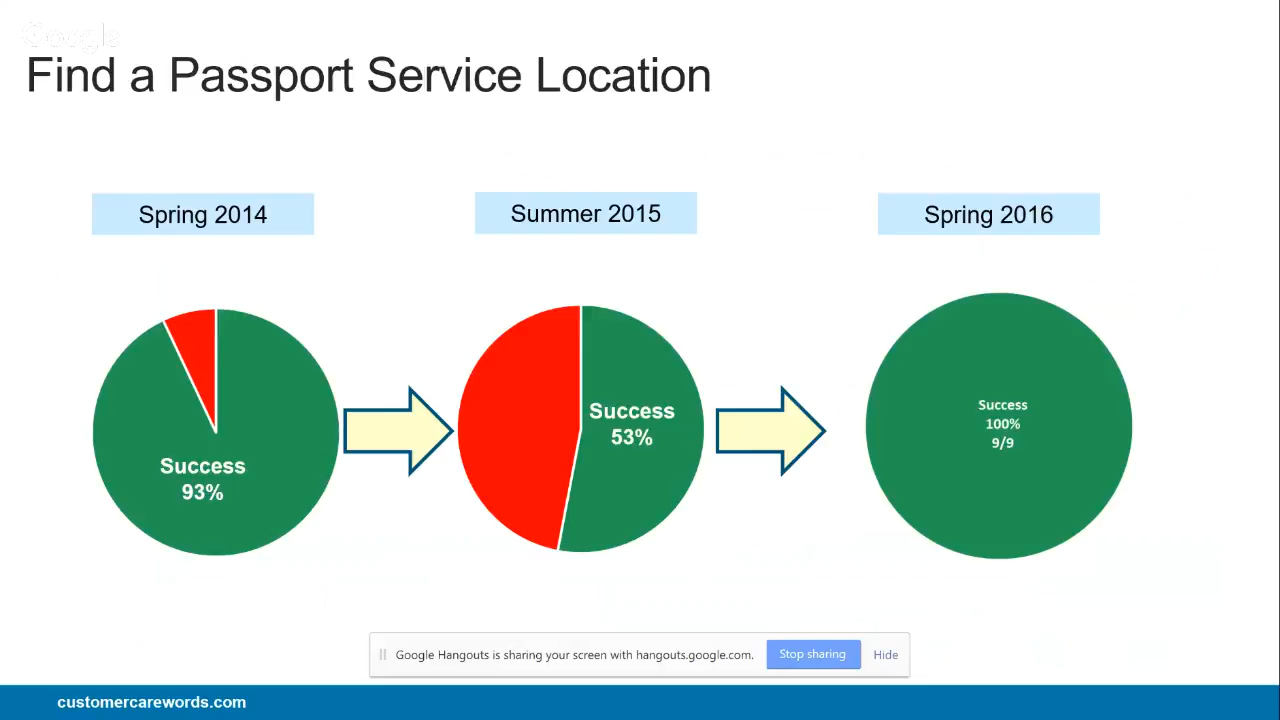 Google
Find a Passport Service Location
Spring 2014
Summer 2015
Spring 2016
Success
93%
Success
53%
Success
100%
9/9
Google Hangouts is sharing your screen with hangouts.google.com.
Stop sharing
Hide
customercarewords.com